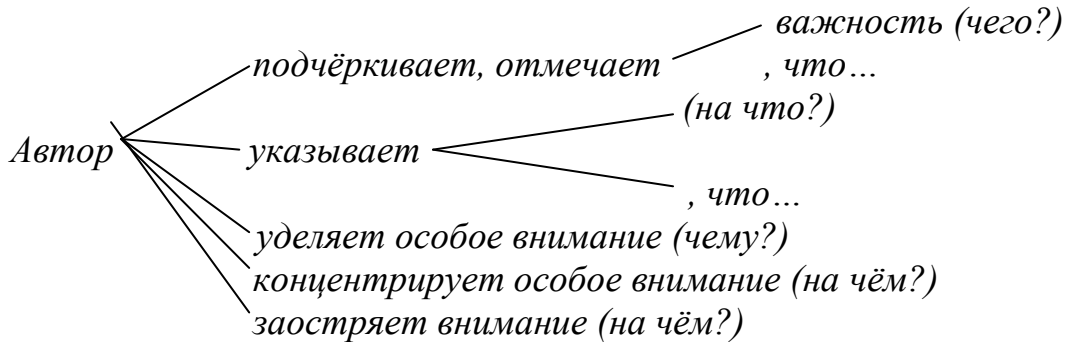 важность (чего?)
подчёркивает, отмечает , что…
(на что?)
Автор указывает
, что…
уделяет особое внимание (чему?)
концентрирует особое внимание (на чём?)
заостряет внимание (на чём?)